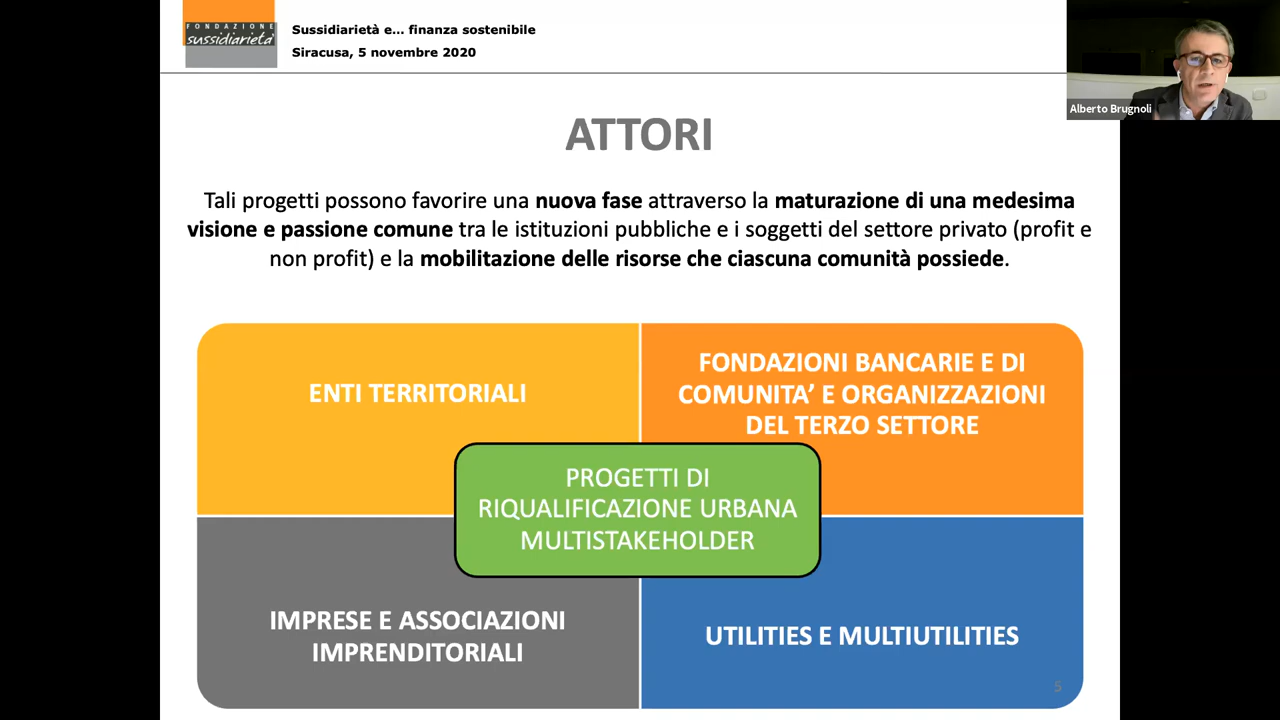 FONDAZIONE
sussidiarietà
Sussidiarietà e... finanza sostenibile
Siracusa, 5 novembre 2020
Alberto Brugnoli
ATTORI
Tali progetti possono favorire una nuova fase attraverso la maturazione di una medesima
visione e passione comune tra le istituzioni pubbliche e i soggetti del settore privato (profit e
non profit) e la mobilitazione delle risorse che ciascuna comunità possiede.
ENTI TERRITORIALI
FONDAZIONI BANCARIE E DI
COMUNITA’ E ORGANIZZAZIONI
DEL TERZO SETTORE
PROGETTI DI
RIQUALIFICAZIONE URBANA
MULTISTAKEHOLDER
IMPRESE E ASSOCIAZIONI
IMPRENDITORIALI
UTILITIES E MULTIUTILITIES
5